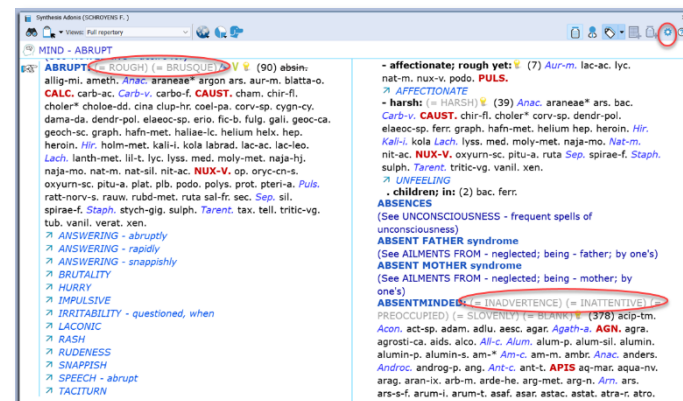 Synthesis Adonis (SCHROYENS F. )
Views: Full repertory
MIND - ABRUPT
ABRUPT: (= ROUGH) (= BRUSQUE) (90) absin.
allig-mi. ameth. Anac. araneae* argon ars. aur-m. blatta-o.
CALC. carb-ac. Carb-v. carbo-f. CAUST. cham. chir-fl.
choler* choloe-dd. cina clup-hr. coel-pa. corv-sp. cygn-cy.
dama-da. dendr-pol. elaeoc-sp. erio. fic-b. fulg. gali. geoc-ca.
geoch-sc. graph. hafn-met. haliae-lc. helium helx. hep.
heroin. Hir. holm-met. kali-i. kola labrad. lac-ac. lac-leo.
Lach. lanth-met. lil-t. lyc. lyss. med. moly-met. naja-hj.
naja-mo. nat-m. nat-sil. nit-ac. NUX-V. op. oryc-cn-s.
oxyurn-sc. pitu-a. plat. plb. podo. polys. prot. pteri-a. Puls.
ratt-norv-s. rauw. rubd-met. ruta sal-fr. sec. Sep. sil.
spirae-f. Staph. stych-gig. sulph. Tarent. tax. tell. tritic-vg.
tub. vanil. verat. xen.
ANSWERING - abruptly
ANSWERING - rapidly
ANSWERING - snappishly
BRUTALITY
HURRY
IMPULSIVE
IRRITABILITY - questioned, when
LACONIC
RASH
RUDENESS
SNAPPISH
SPEECH - abrupt
TACITURN
- affectionate; rough yet: (7) Aur-m. lac-ac. lyc.
nat-m. nux-v. podo. PULS.
AFFECTIONATE
- harsh: (= HARSH) (39) Anac. araneae* ars. bac.
Carb-v. CAUST. chir-fl. choler* corv-sp. dendr-pol.
elaeoc-sp. ferr. graph. hafn-met. helium hep. heroin. Hir.
Kali-i. kola Lach. lyss. med. moly-met. naja-mo. Nat-m.
nit-ac. NUX-V. oxyurn-sc. pitu-a. ruta Sep. spirae-f. Staph.
sulph. Tarent. tritic-vg. vanil. xen.
UNFEELING
. children; in: (2) bac. ferr.
ABSENCES
(See UNCONSCIOUSNESS - frequent spells of
unconsciousness)
ABSENT FATHER syndrome
(See AILMENTS FROM - neglected; being - father; by one's)
ABSENT MOTHER syndrome
(See AILMENTS FROM - neglected; being - mother; by
one's)
ABSENTMINDED: (= INADVERTENCE) (= INATTENTIVE) (=
PREOCCUPIED) (= SLOVENLY) (= BLANK) (378) acip-tm.
Acon. act-sp. adam. adlu. aesc. agar. Agath-a. AGN. agra.
agrosti-ca. aids. alco. All-c. Alum. alum-p. alum-sil. alumin.
alumin-p. alumin-s. am-* Am-c. am-m. ambr. Anac. anders.
Androc. androg-p. ang. Ant-c. ant-t. APIS aq-mar. aqua-nv.
arag. aran-ix. arb-m. arde-he. arg-met. arg-n. Arn. ars.
ars-s-f. arum-i. arum-t. asaf. asar. astac. astat. atra-r. atro.